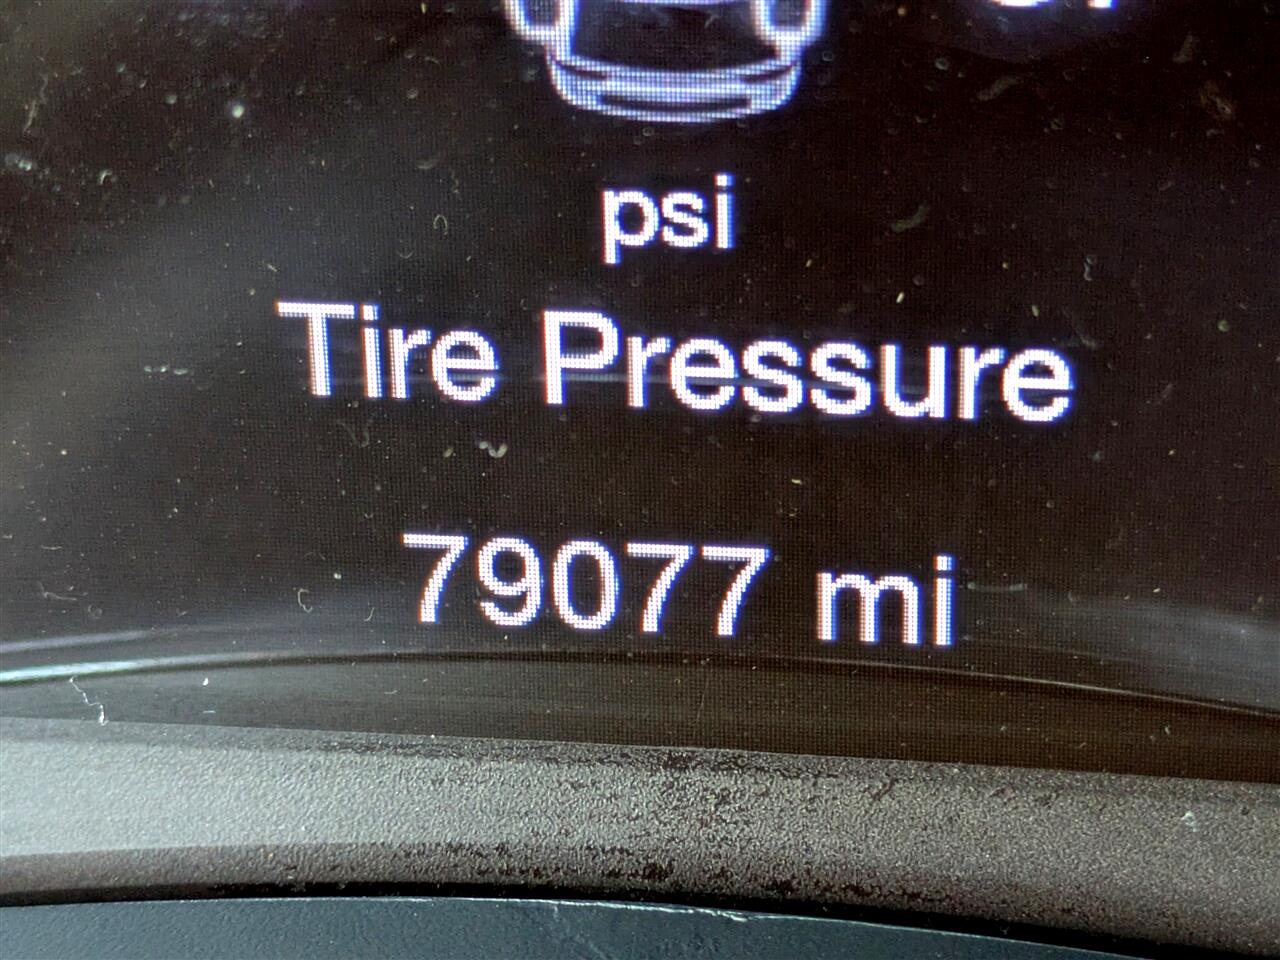 psi
Tire Pressure
79077 mi